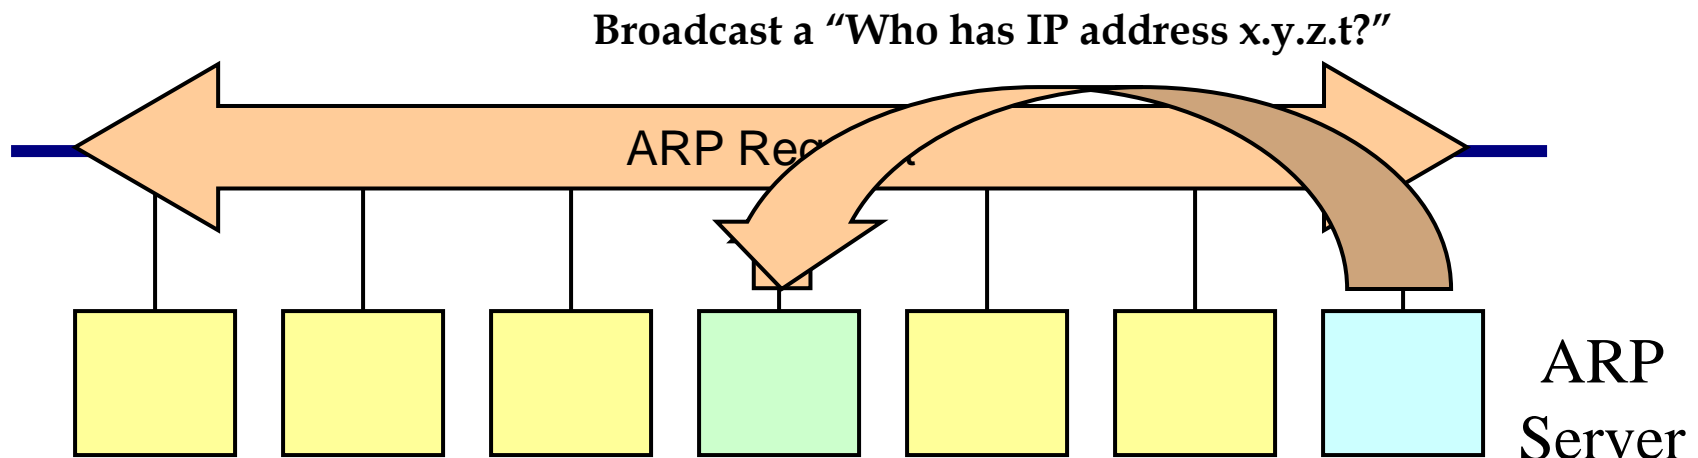 Broadcast a “Who has IP address x.y.z.t?”
ARP
ARP
Server